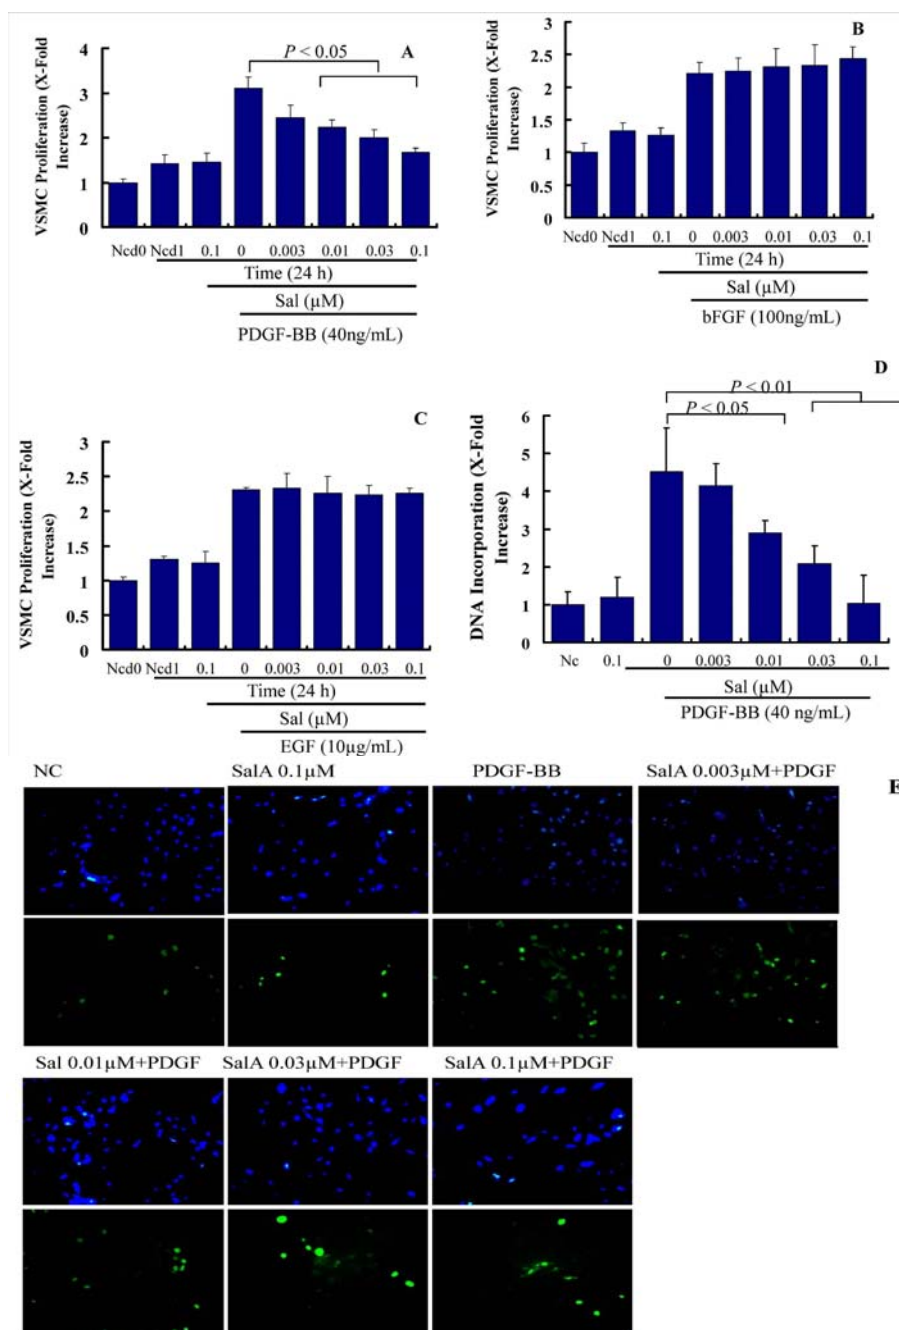 A
VSMC Proliferation (X-Fold Increase)
4
3
2
1
0
P < 0.05
Ncd0 Ncd1 0.1 0 0.003 0.01 0.03 0.1
Time (24 h)
Sal (µM)
PDGF-BB (40ng/mL)
B
VSMC Proliferation (X-Fold Increase)
3
2.5
2
1.5
1
0.5
0
Ncd0 Ncd1 0.1 0 0.003 0.01 0.03 0.1
Time (24 h)
Sal (µM)
bFGF (100ng/mL)
C
VSMC Proliferation (X-Fold Increase)
3
2.5
2
1.5
1
0.5
0
Ncd0 Ncd1 0.1 0 0.003 0.01 0.03 0.1
Time (24 h)
Sal (µM)
EGF (10µg/mL)
D
DNA Incorporation (X-Fold Increase)
6
5
4
3
2
1
0
P < 0.01
P < 0.05
Nc 0.1 0 0.003 0.01 0.03 0.1
Sal (µM)
PDGF-BB (40 ng/mL)
E
NC SalA 0.1µM PDGF-BB SalA 0.003µM+PDGF
Sal 0.01µM+PDGF SalA 0.03µM+PDGF SalA 0.1µM+PDGF